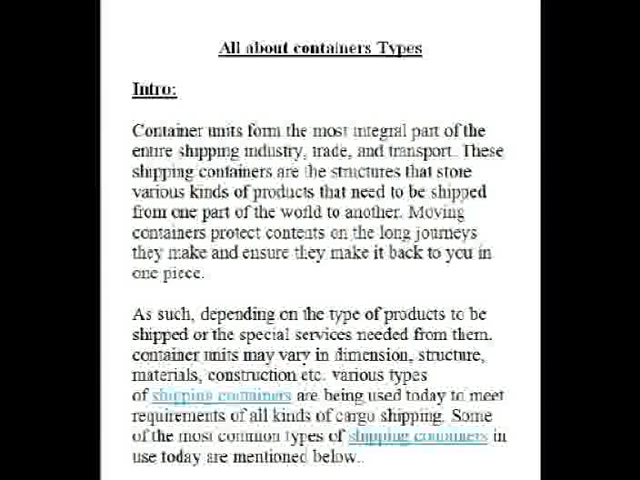 All about containers Types
Intro:
Container units form the most integral part of the
entire shipping industry, trade, and transport. These
shipping containers are the structures that store
various kinds of products that need to be shipped
from one part of the world to another. Moving
containers protect contents on the long journeys
they make and ensure they make it back to you in
one piece.
As such, depending on the type of products to be
shipped or the special services needed from them.
container units may vary in dimension, structure,
materials, construction etc. various types
of shipping containers are being used today to meet
requirements of all kinds of cargo shipping. Some
of the most common types of shipping containers in
use today are mentioned below..